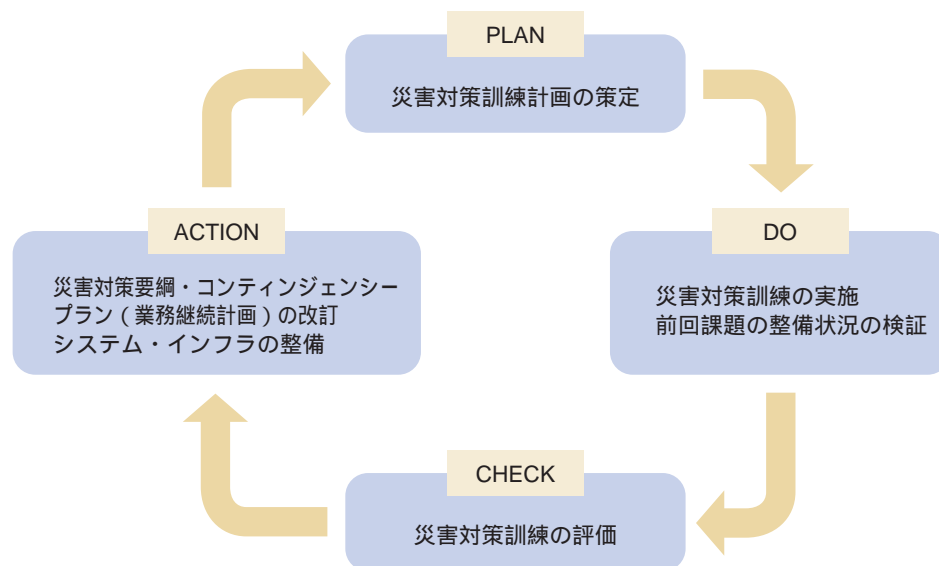 PLAN
災害対策訓練計画の策定
ACTION
災害対策要綱・コンティンジェンシー
プラン（業務継続計画）の改訂
システム・インフラの整備
DO
災害対策訓練の実施
前回課題の整備状況の検証
CHECK
災害対策訓練の評価